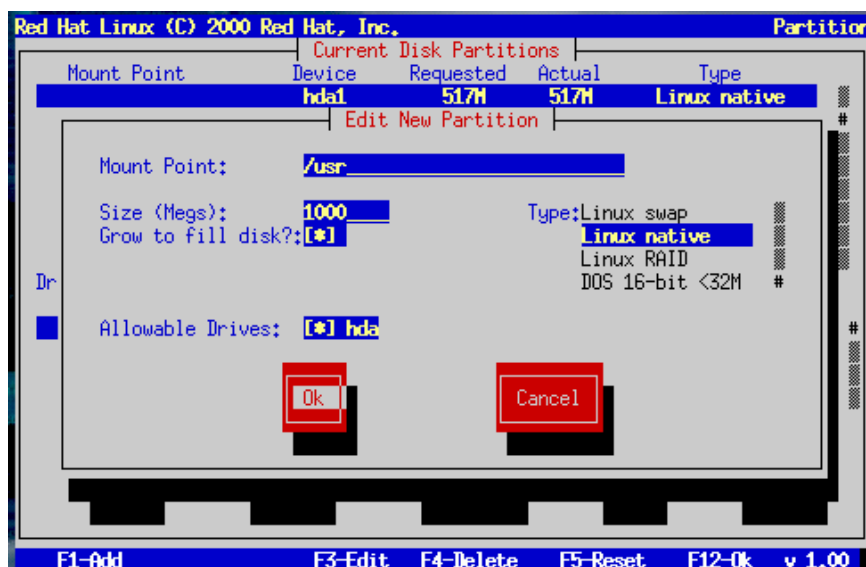 Red Hat Linux (C) 2000 Red Hat, Inc. Partition
Current Disk Partitions
Mount Point Device Requested Actual Type
hda1 517M 517M Linux native
#
Edit New Partition
Mount Point: /usr
Size (Megs): 1000 Type: Linux swap
Grow to fill disk?: [*] Linux native
Linux RAID
Dr DOS 16-bit <32M #
Allowable Drives: [*] hda #
Ok Cancel
F1-Add F3-Edit F4-Delete F5-Reset F12-Ok v 1.00